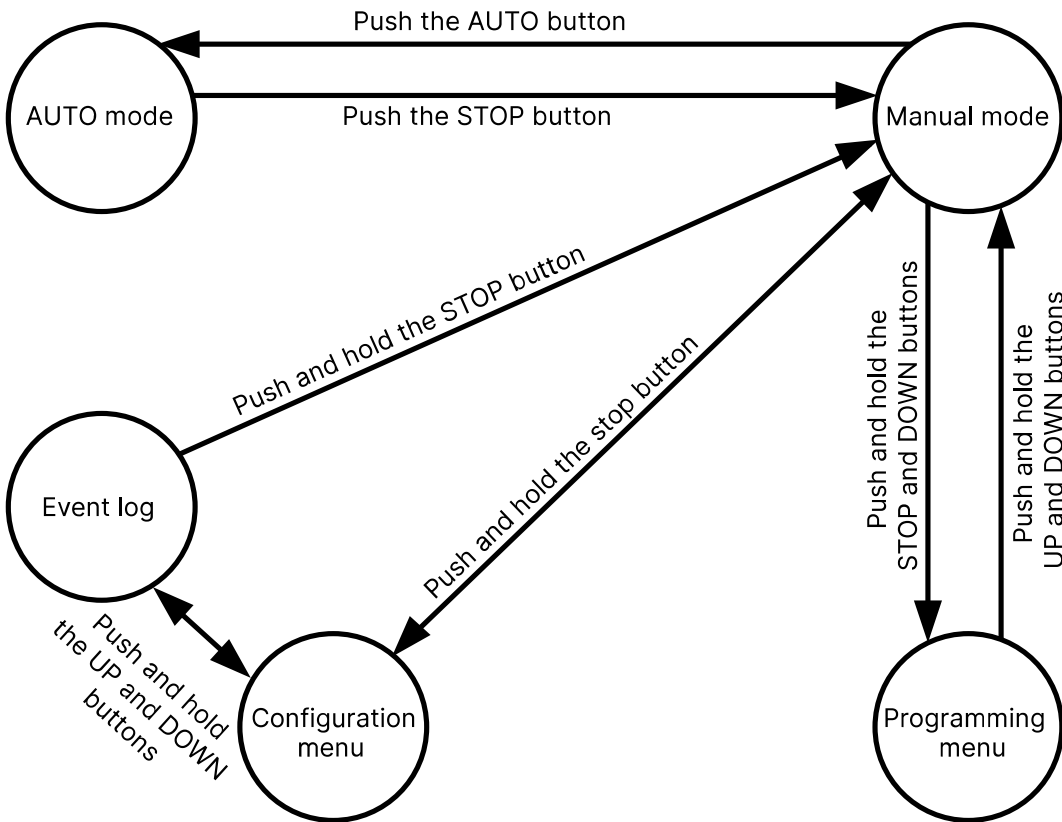 Push the AUTO button
AUTO mode
Push the STOP button
Manual mode
Push and hold the STOP button
Push and hold the stop button
Push and hold the
STOP and DOWN buttons
Push and hold the
UP and DOWN buttons
Event log
Push and hold
the UP and DOWN
buttons
Configuration
menu
Programming
menu